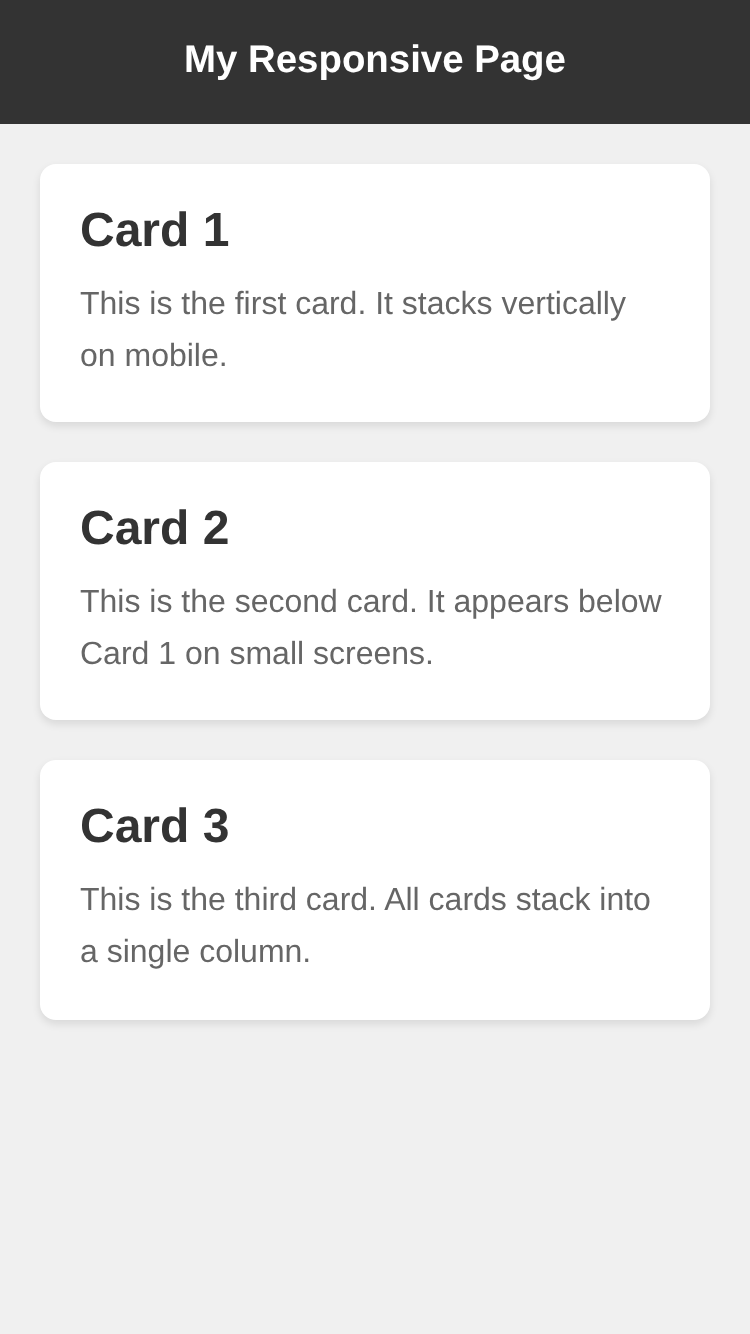 My Responsive Page
Card 1
This is the first card. It stacks vertically
on mobile.
Card 2
This is the second card. It appears below
Card 1 on small screens.
Card 3
This is the third card. All cards stack into
a single column.